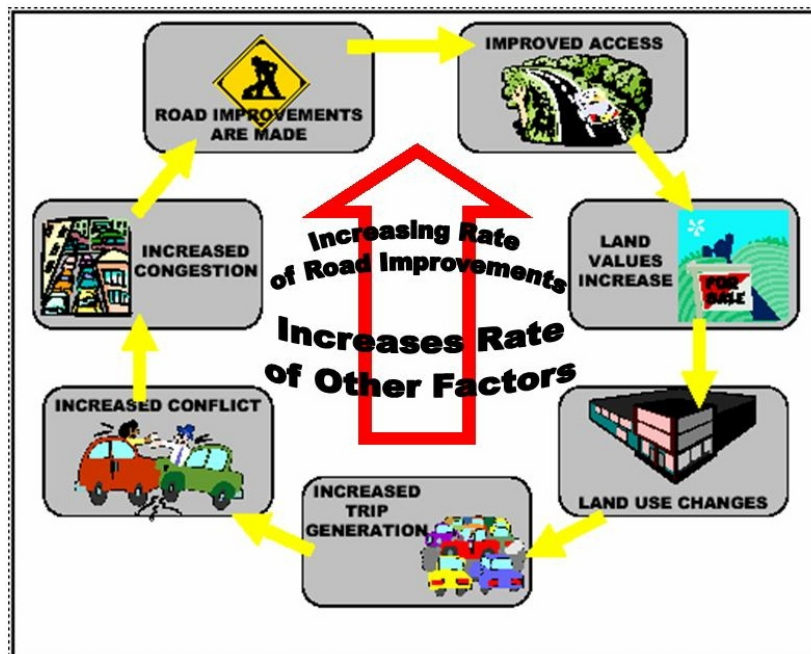 ROAD IMPROVEMENTS
ARE MADE
IMPROVED ACCESS
LAND
VALUES
INCREASE
FOR
SALE
LAND USE CHANGES
INCREASED
TRIP
GENERATION
INCREASED CONFLICT
INCREASED
CONGESTION
Increasing Rate
of Road Improvements
Increases Rate
of Other Factors